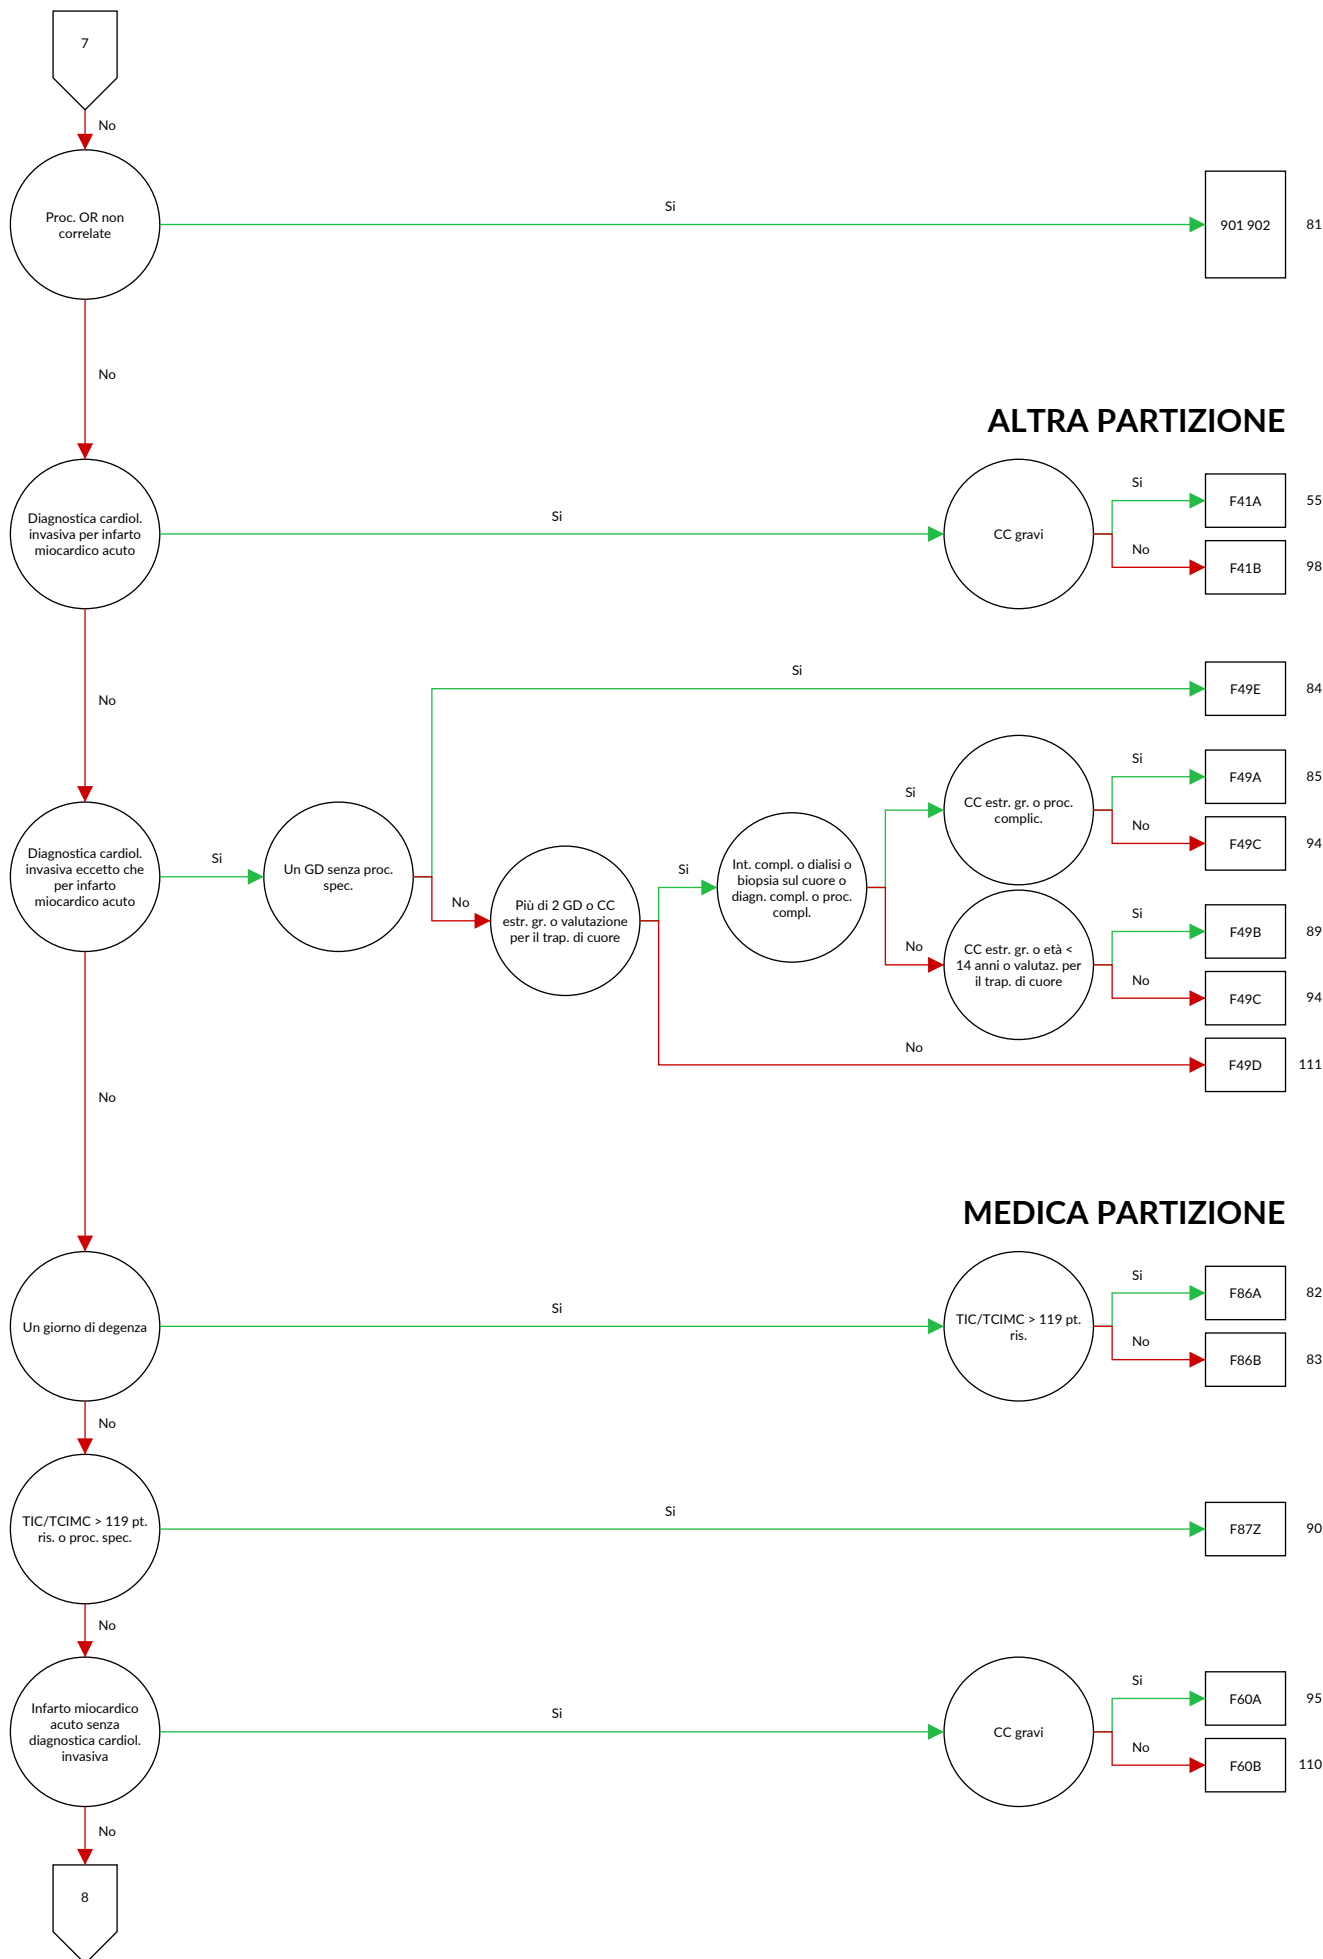 7
No
Proc. OR non
correlate
Si
901 902
81
No
ALTRA PARTIZIONE
Diagnostica cardiol.
invasiva per infarto
miocardico acuto
Si
CC gravi
Si
F41A
55
No
F41B
98
No
Si
F49E
84
Diagnostica cardiol.
invasiva eccetto che
per infarto
miocardico acuto
Si
Un GD senza proc.
spec.
No
Più di 2 GD o CC
estr. gr. o valutazione
per il trap. di cuore
Si
Int. compl. o dialisi o
biopsia sul cuore o
diagn. compl. o proc.
compl.
Si
CC estr. gr. o proc.
complic.
Si
F49A
85
No
F49C
94
No
CC estr. gr. o età <
14 anni o valutaz. per
il trap. di cuore
Si
F49B
89
No
F49C
94
No
F49D
111
No
MEDICA PARTIZIONE
Un giorno di degenza
Si
TIC/TCIMC > 119 pt.
ris.
Si
F86A
82
No
F86B
83
No
TIC/TCIMC > 119 pt.
ris. o proc. spec.
Si
F87Z
90
No
Infarto miocardico
acuto senza
diagnostica cardiol.
invasiva
Si
CC gravi
Si
F60A
95
No
F60B
110
No
8